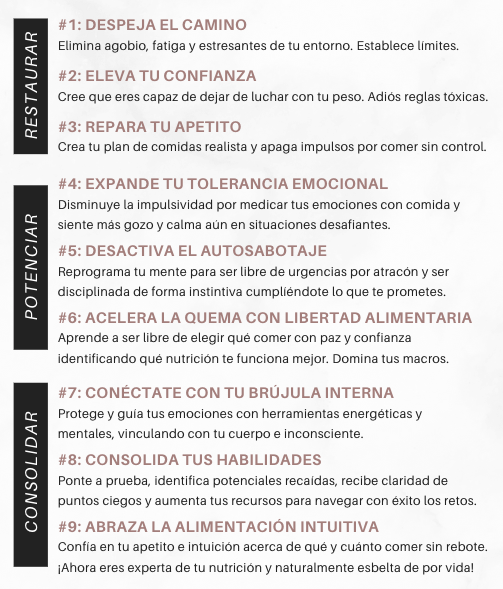 RESTAURAR
#1: DESPEJA EL CAMINO
Elimina agobio, fatiga y estresantes de tu entorno. Establece límites.
#2: ELEVA TU CONFIANZA
Cree que eres capaz de dejar de luchar con tu peso. Adiós reglas tóxicas.
#3: REPARA TU APETITO
Crea tu plan de comidas realista y apaga impulsos por comer sin control.
POTENCIAR
#4: EXPANDE TU TOLERANCIA EMOCIONAL
Disminuye la impulsividad por medicar tus emociones con comida y
siente más gozo y calma aún en situaciones desafiantes.
#5: DESACTIVA EL AUTOSABOTAJE
Reprograma tu mente para ser libre de urgencias por atracón y ser
disciplinada de forma instintiva cumplíéndote lo que te prometes.
#6: ACELERA LA QUEMA CON LIBERTAD ALIMENTARIA
Aprende a ser libre de elegir qué comer con paz y confianza
identificando qué nutrición te funciona mejor. Domina tus macros.
CONSOLIDAR
#7: CONÉCTATE CON TU BRÚJULA INTERNA
Protege y guía tus emociones con herramientas energéticas y
mentales, vinculando con tu cuerpo e inconsciente.
#8: CONSOLIDA TUS HABILIDADES
Ponte a prueba, identifica potenciales recaídas, recibe claridad de
puntos ciegos y aumenta tus recursos para navegar con éxito los retos.
#9: ABRAZA LA ALIMENTACIÓN INTUITIVA
Confía en tu apetito e intuición acerca de qué y cuánto comer sin rebote.
¡Ahora eres experta de tu nutrición y naturalmente esbelta de por vida!